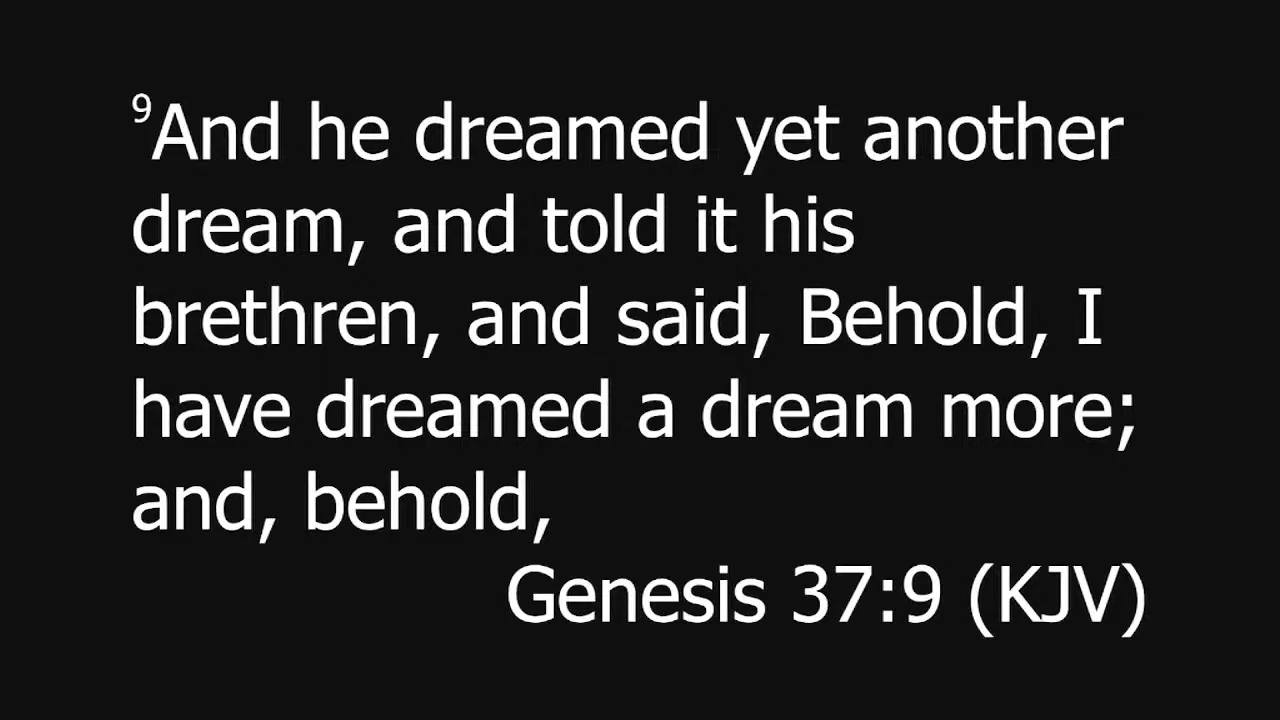 ⁹And he dreamed yet another
dream, and told it his
brethren, and said, Behold, I
have dreamed a dream more;
and, behold,
Genesis 37:9 (KJV)